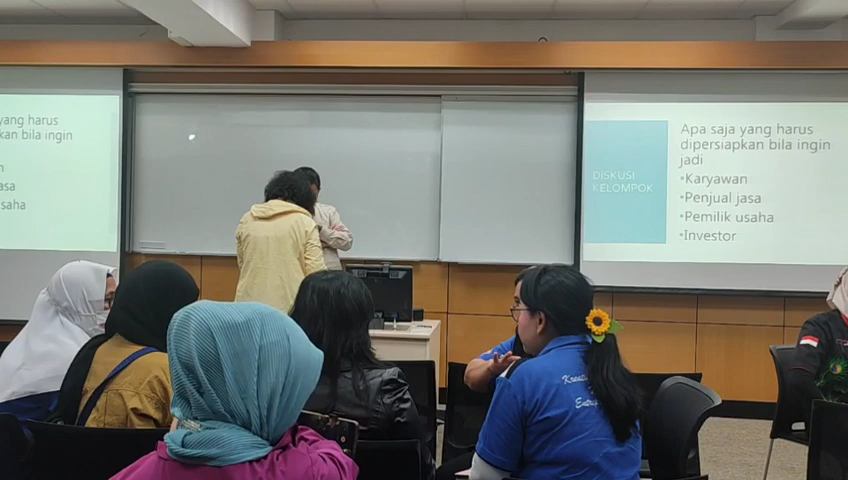 yang harus
kan bila ingin
n
asa
saha
DISKUSI
KELOMPOK
Apa saja yang harus
dipersiapkan bila ingin
jadi
•Karyawan
•Penjual jasa
•Pemilik usaha
•Investor